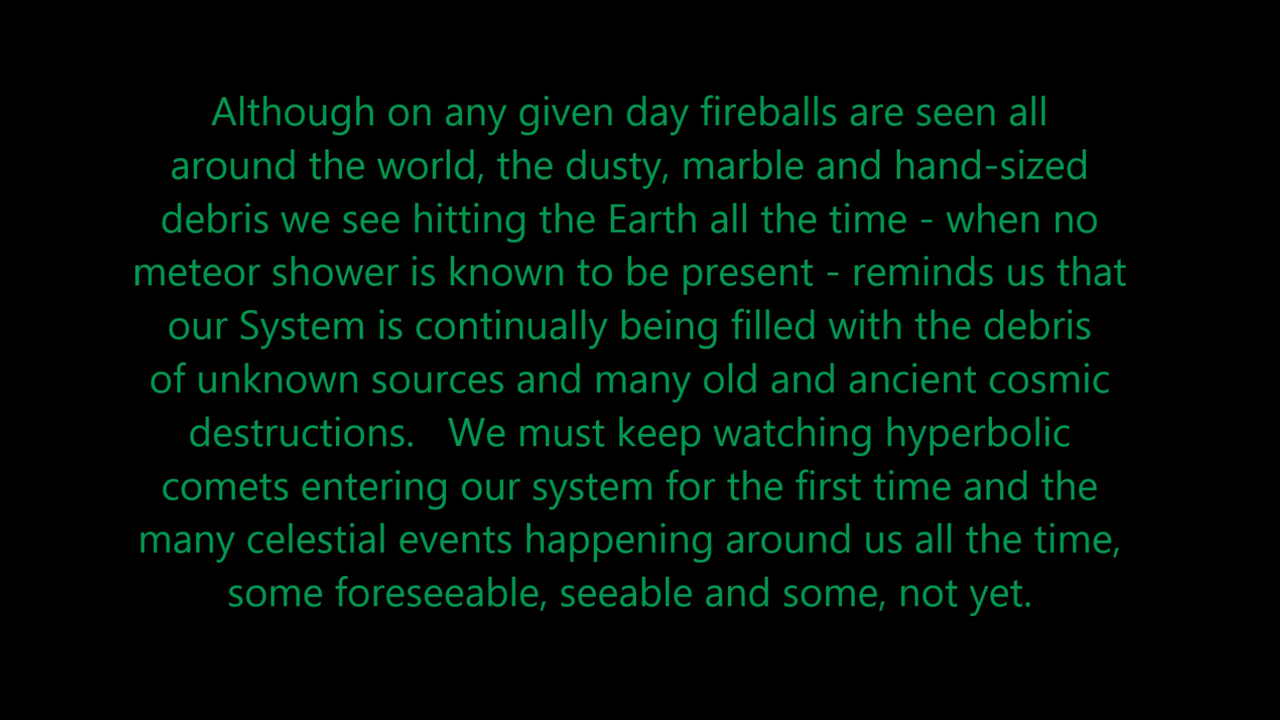 Although on any given day fireballs are seen all
around the world, the dusty, marble and hand-sized
debris we see hitting the Earth all the time - when no
meteor shower is known to be present - reminds us that
our System is continually being filled with the debris
of unknown sources and many old and ancient cosmic
destructions.   We must keep watching hyperbolic
comets entering our system for the first time and the
many celestial events happening around us all the time,
some foreseeable, seeable and some, not yet.